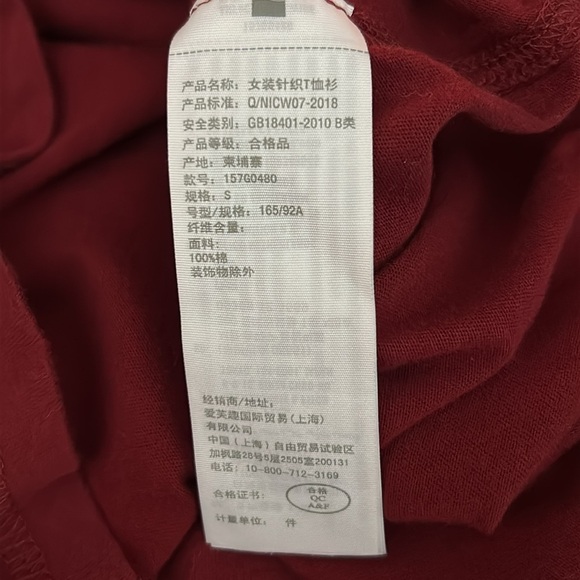 产品名称：女装针织T恤衫
产品标准：Q/NICW07-2018
安全类别：GB18401-2010 B类
产品等级：合格品
产地：柬埔寨
款号：157G0480
规格：S
号型/规格：165/92A
纤维含量：
面料：
100%棉
装饰物除外
经销商/地址：
爱芙趣国际贸易(上海)
有限公司
中国（上海）自由贸易试验区
加枫路28号5层2505室200131
电话：10-800-712-3169
合格证书：
合格
QC
A&F
计量单位： 件